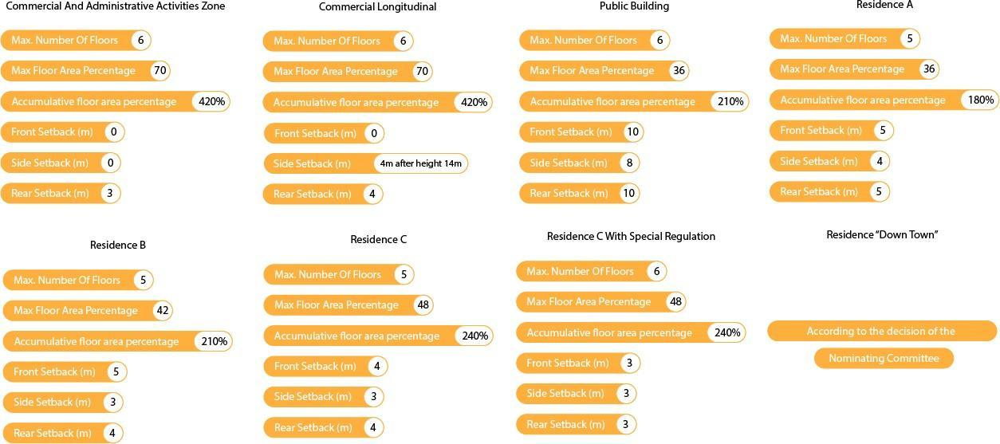 Commercial And Administrative Activities Zone
Max. Number Of Floors 6
Max Floor Area Percentage 70
Accumulative floor area percentage 420%
Front Setback (m) 0
Side Setback (m) 0
Rear Setback (m) 3
Commercial Longitudinal
Max. Number Of Floors 6
Max Floor Area Percentage 70
Accumulative floor area percentage 420%
Front Setback (m) 0
Side Setback (m) 4m after height 14m
Rear Setback (m) 4
Public Building
Max. Number Of Floors 6
Max Floor Area Percentage 36
Accumulative floor area percentage 210%
Front Setback (m) 10
Side Setback (m) 8
Rear Setback (m) 10
Residence A
Max. Number Of Floors 5
Max Floor Area Percentage 36
Accumulative floor area percentage 180%
Front Setback (m) 5
Side Setback (m) 4
Rear Setback (m) 5
Residence B
Max. Number Of Floors 5
Max Floor Area Percentage 42
Accumulative floor area percentage 210%
Front Setback (m) 5
Side Setback (m) 3
Rear Setback (m) 4
Residence C
Max. Number Of Floors 5
Max Floor Area Percentage 48
Accumulative floor area percentage 240%
Front Setback (m) 4
Side Setback (m) 3
Rear Setback (m) 4
Residence C With Special Regulation
Max. Number Of Floors 6
Max Floor Area Percentage 48
Accumulative floor area percentage 240%
Front Setback (m) 3
Side Setback (m) 3
Rear Setback (m) 3
Residence “Down Town”
According to the decision of the
Nominating Committee